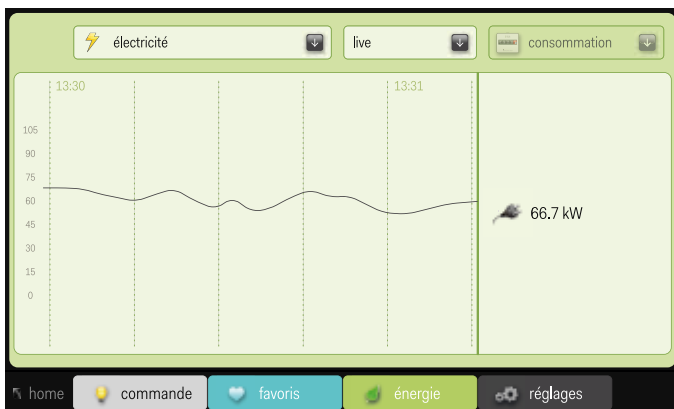 électricité
live
consommation
13:30
13:31
105
90
75
60
45
30
15
0
66.7 kW
home
commande
favoris
énergie
réglages